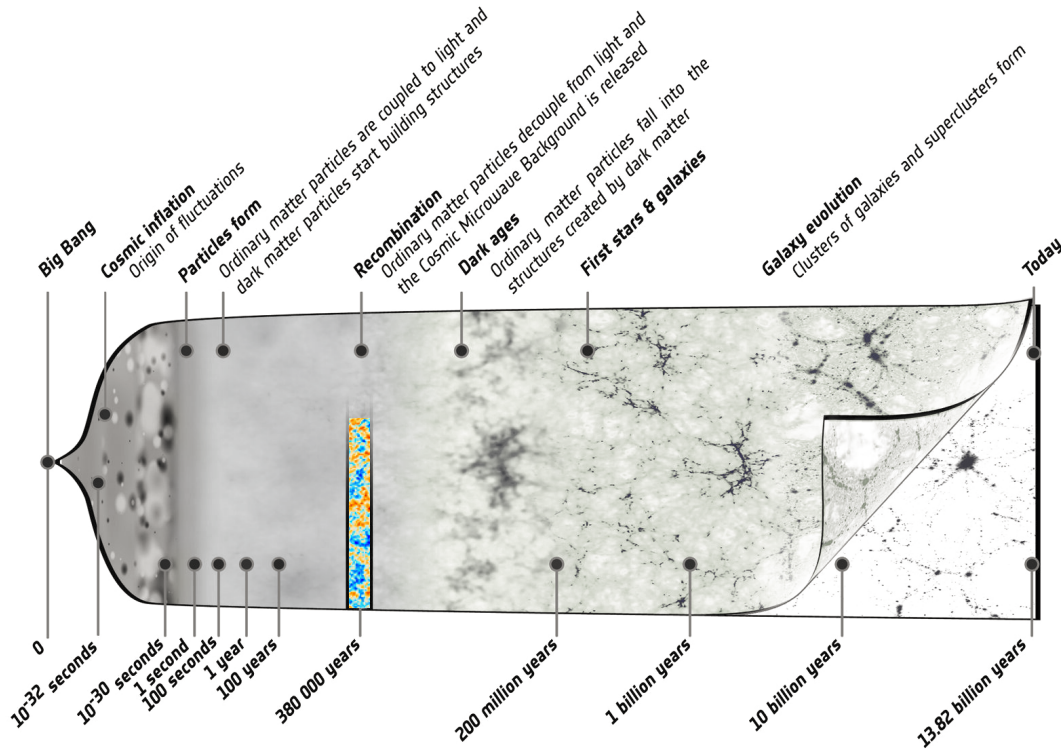 Big Bang
Cosmic inflation
Origin of fluctuations
Particles form
Ordinary matter particles are coupled to light and
dark matter particles start building structures
Recombination
Ordinary matter particles decouple from light and
the Cosmic Microwave Background is released
Dark ages
Ordinary matter particles fall into the
structures created by dark matter
First stars & galaxies
Galaxy evolution
Clusters of galaxies and superclusters form
Today
0
10-32 seconds
10-30 seconds
1 second
100 seconds
1 year
100 years
380 000 years
200 million years
1 billion years
10 billion years
13.82 billion years